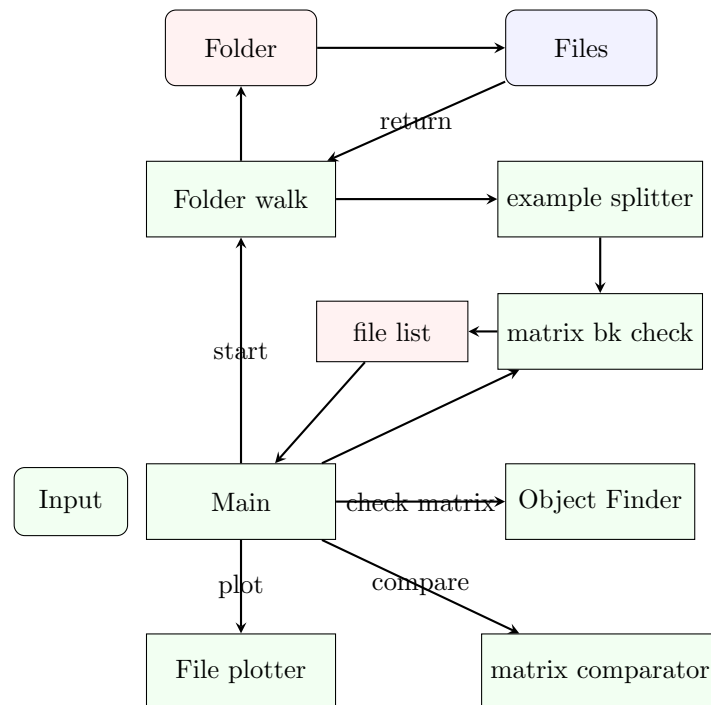 Folder
Files
return
Folder walk
example splitter
file list
matrix bk check
start
Input
Main
check matrix
Object Finder
plot
compare
File plotter
matrix comparator